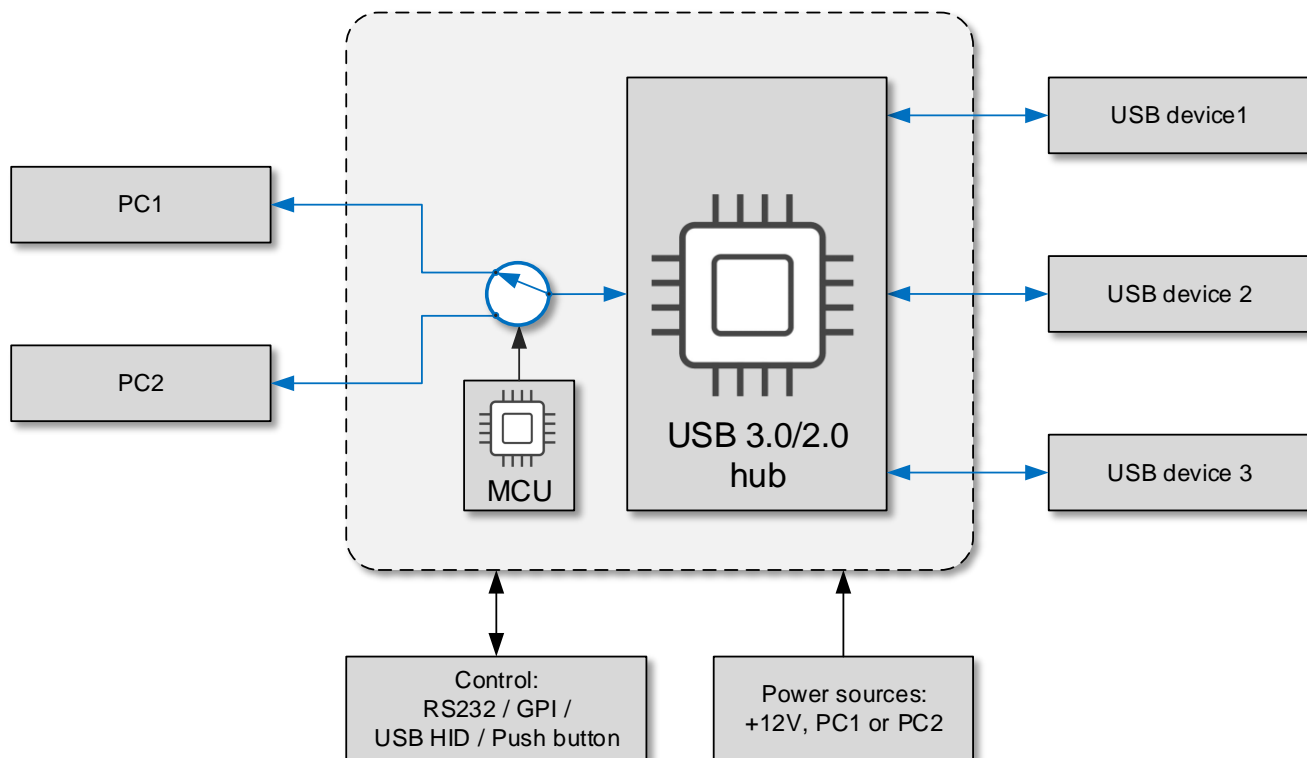 USB device1
PC1
USB device 2
PC2
USB 3.0/2.0
hub
MCU
USB device 3
Control:
RS232 / GPI /
USB HID / Push button
Power sources:
+12V, PC1 or PC2